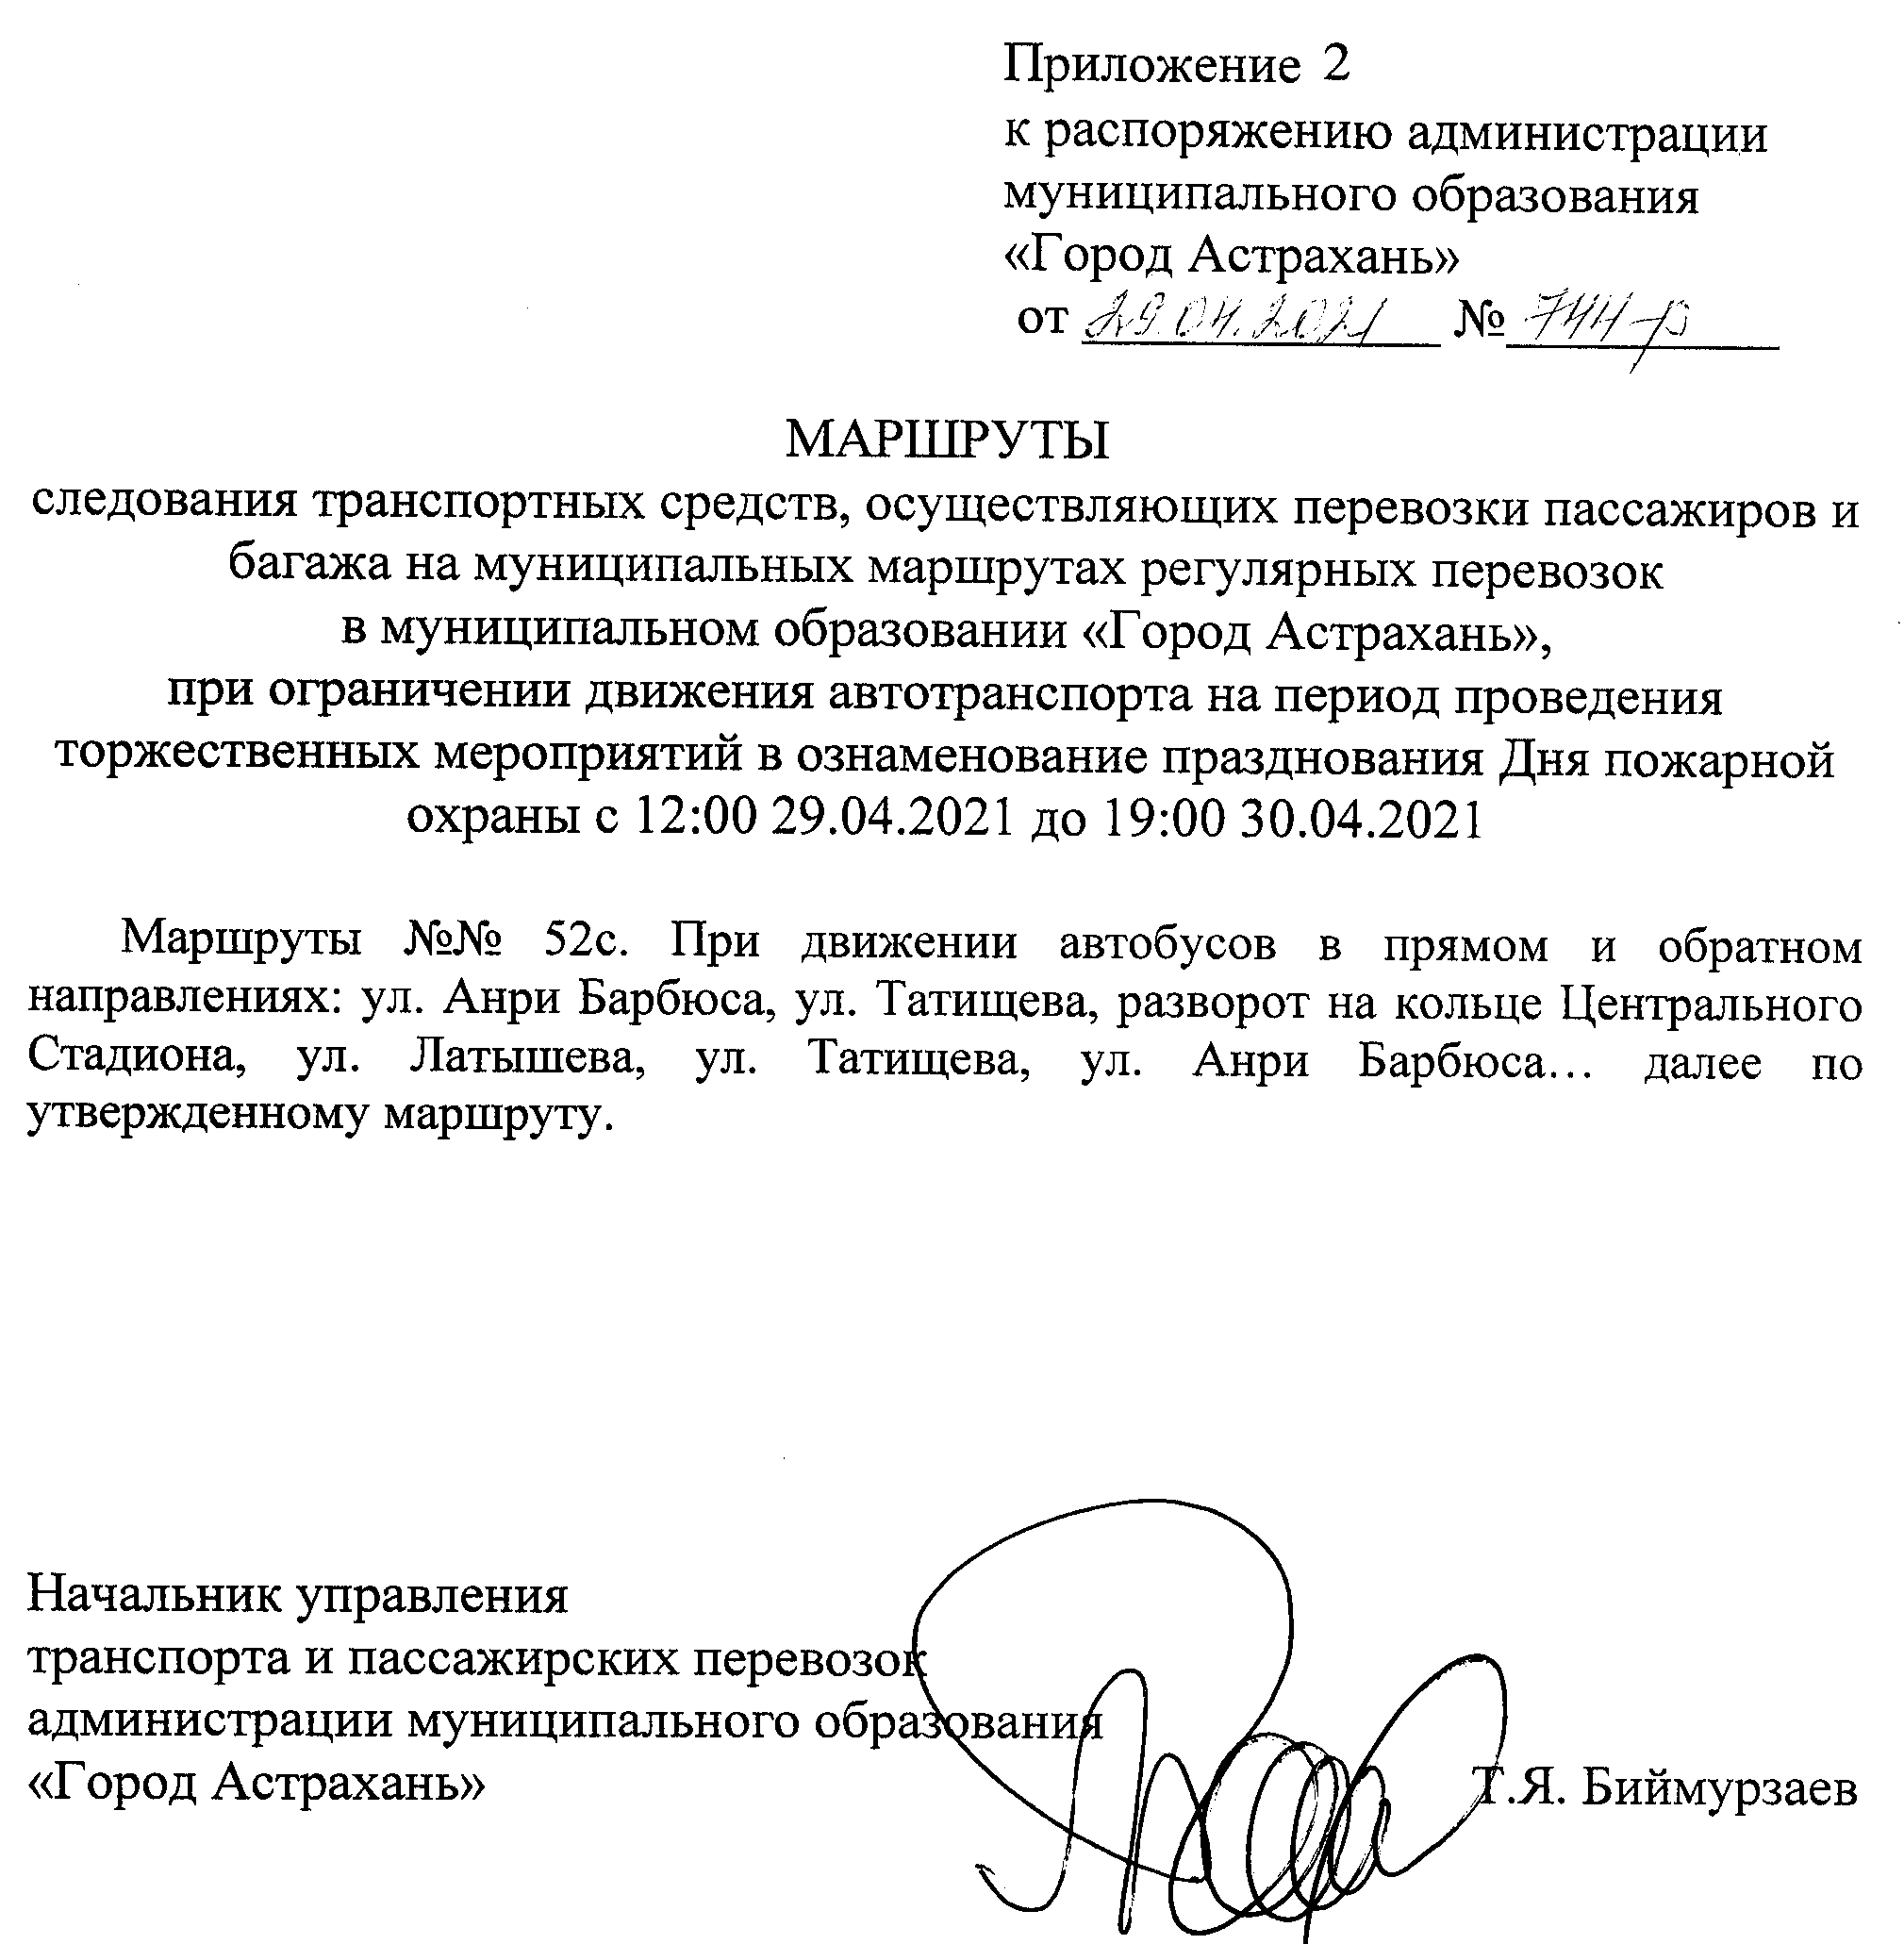 Приложение 2
к распоряжению администрации
муниципального образования
«Город Астрахань»
от 29.04.2021 № 744-р
МАРШРУТЫ
следования транспортных средств, осуществляющих перевозки пассажиров и
багажа на муниципальных маршрутах регулярных перевозок
в муниципальном образовании «Город Астрахань»,
при ограничении движения автотранспорта на период проведения
торжественных мероприятий в ознаменование празднования Дня пожарной
охраны с 12:00 29.04.2021 до 19:00 30.04.2021
Маршруты №№ 52с. При движении автобусов в прямом и обратном
направлениях: ул. Анри Барбюса, ул. Татищева, разворот на кольце Центрального
Стадиона, ул. Латышева, ул. Татищева, ул. Анри Барбюса... далее по
утвержденному маршруту.
Начальник управления
транспорта и пассажирских перевозок
администрации муниципального образования
«Город Астрахань» Т.Я. Биймурзаев